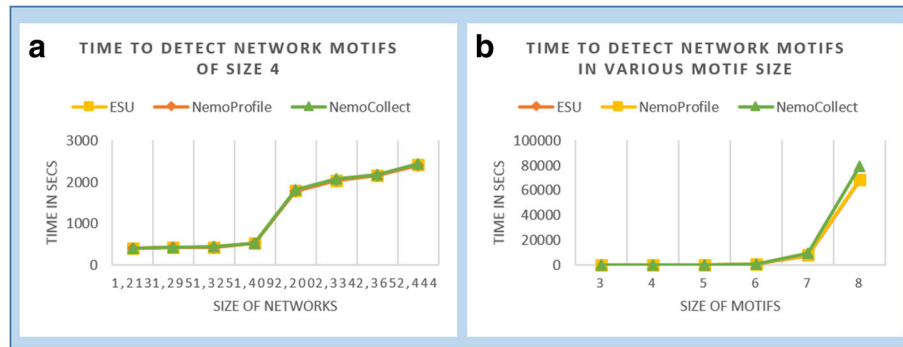 a
TIME TO DETECT NETWORK MOTIFS
OF SIZE 4
ESU NemoProfile NemoCollect
3000
2000
1000
0
TIME IN SECS
1,213 1,295 1,325 1,409 2,200 2,334 2,365 2,444
SIZE OF NETWORKS
b
TIME TO DETECT NETWORK MOTIFS
IN VARIOUS MOTIF SIZE
ESU NemoProfile NemoCollect
100000
80000
60000
40000
20000
0
TIME IN SECS
3 4 5 6 7 8
SIZE OF MOTIFS